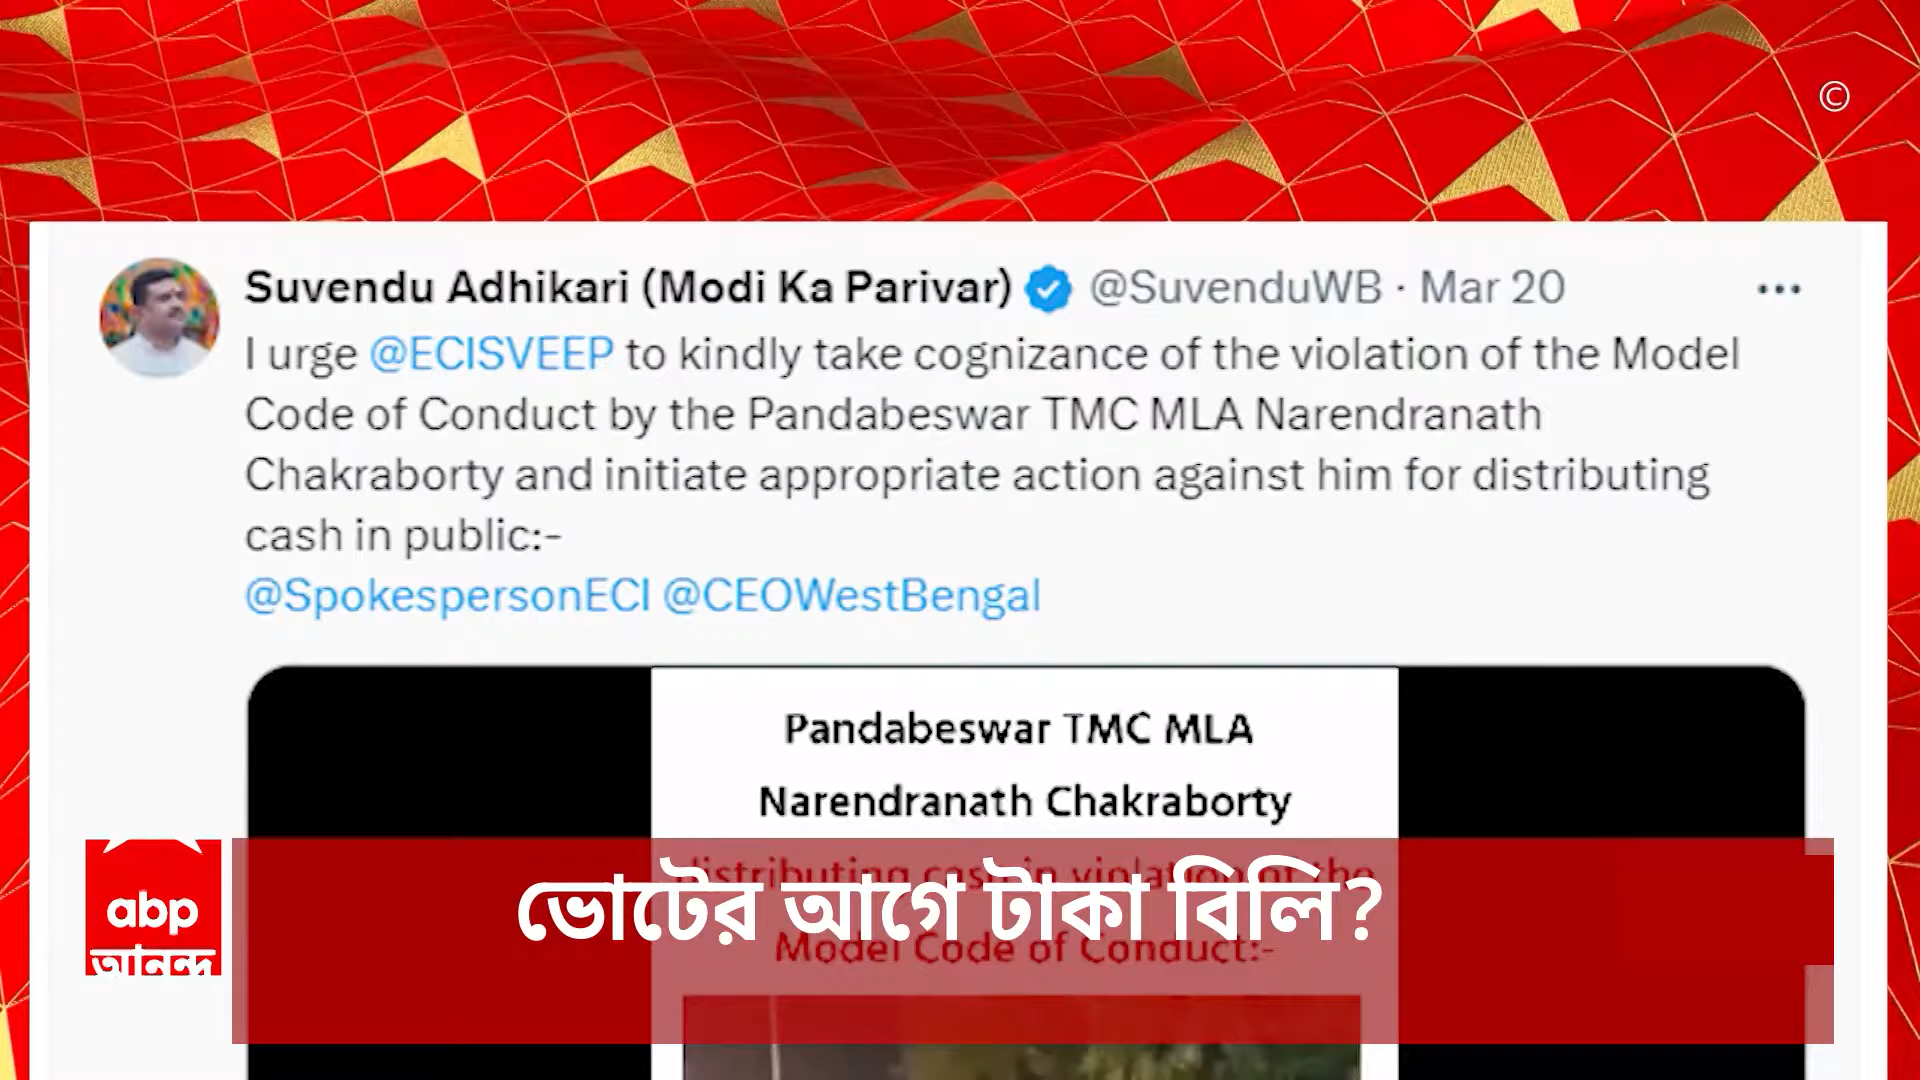 ©
Suvendu Adhikari (Modi Ka Parivar) @SuvenduWB · Mar 20
I urge @ECISVEEP to kindly take cognizance of the violation of the Model
Code of Conduct by the Pandabeswar TMC MLA Narendranath
Chakraborty and initiate appropriate action against him for distributing
cash in public:-
@SpokespersonECI @CEOWestBengal
Pandabeswar TMC MLA
Narendranath Chakraborty
distributing cash in violation of the
Model Code of Conduct:-
ভোটের আগে টাকা বিলি?
abp
আনন্দ